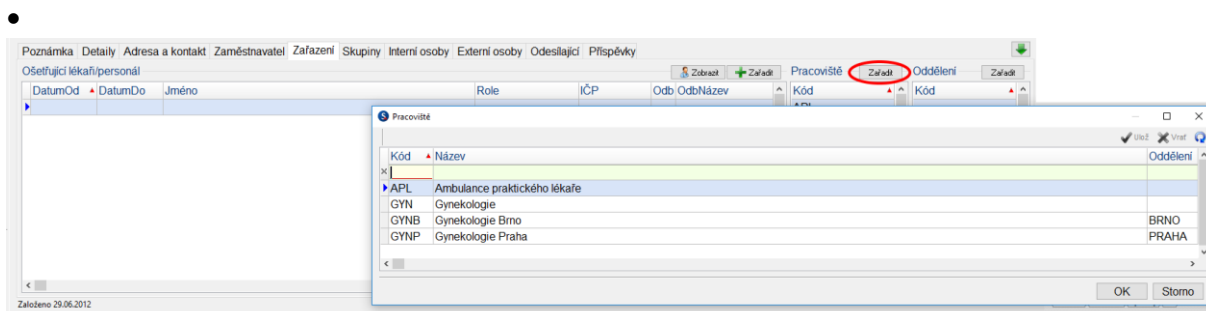 Poznámka Detaily Adresa a kontakt Zaměstnavatel Zařazení Skupiny Interní osoby Externí osoby Odesílající Příspěvky
Ošetřující lékaři/personál Zobrazit Zařadit Pracoviště Zařadit Oddělení Zařadit
DatumOd DatumDo Jméno Role IČP Odb OdbNázev Kód Kód
APL
Pracoviště
Ulož Vrať
Kód Název Oddělení
APL Ambulance praktického lékaře
GYN Gynekologie
GYNB Gynekologie Brno BRNO
GYNP Gynekologie Praha PRAHA
OK Storno
Založeno 29.06.2012